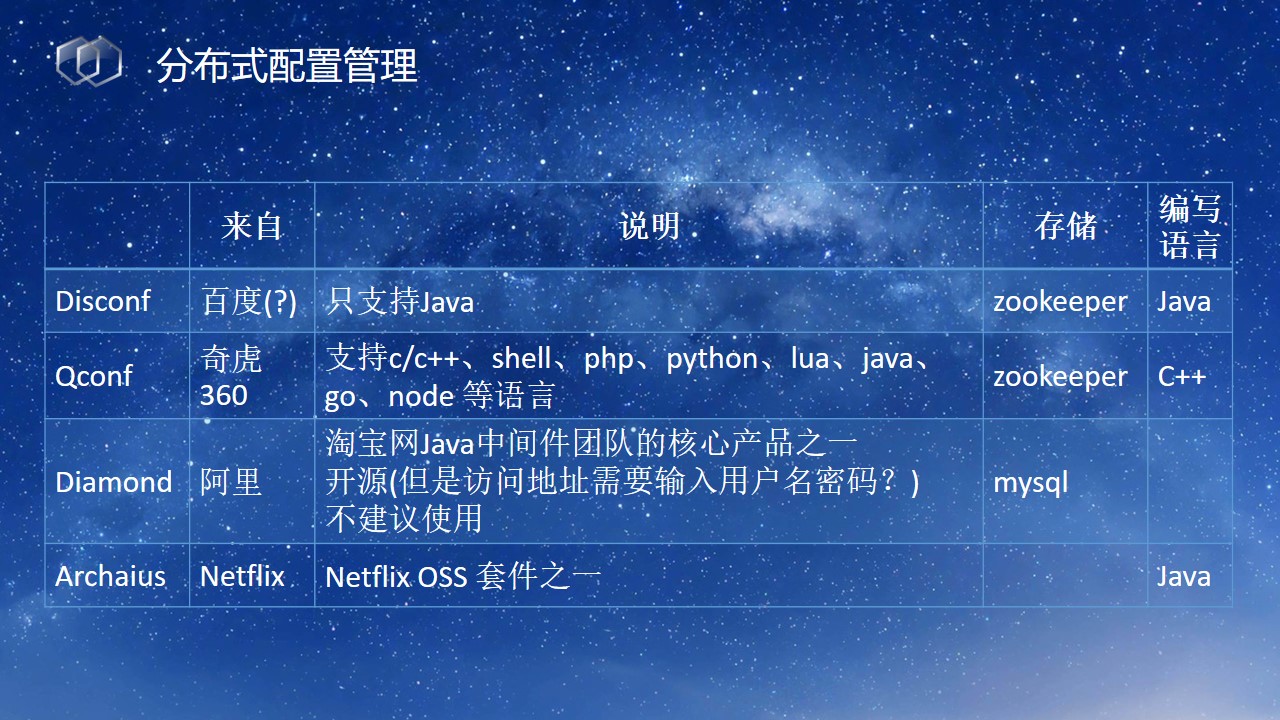 分布式配置管理
来自
说明
存储
编写
语言
Disconf
百度(?)
只支持Java
zookeeper
Java
Qconf
奇虎
360
支持c/c++、shell、php、python、lua、java、
go、node 等语言
zookeeper
C++
Diamond
阿里
淘宝网Java中间件团队的核心产品之一
开源(但是访问地址需要输入用户名密码？)
不建议使用
mysql
Archaius
Netflix
Netflix OSS 套件之一
Java